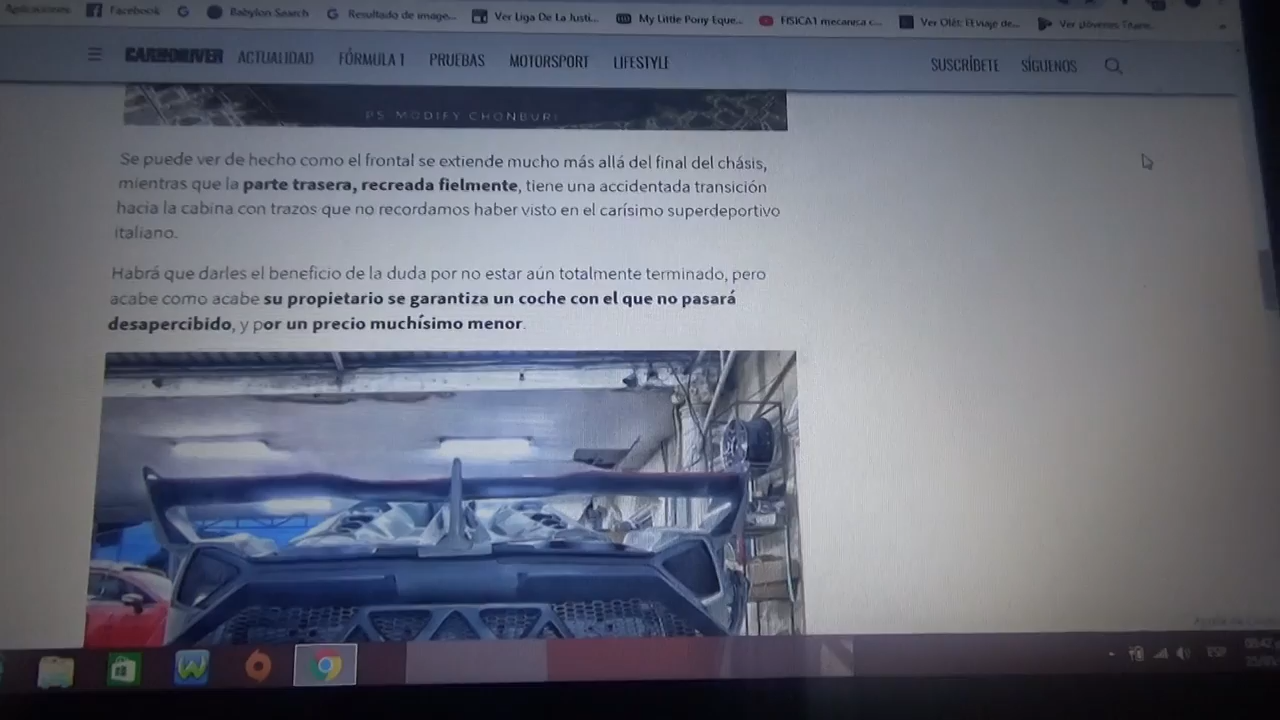 Aplicaciones Facebook Babylon Search Resultado de image... Ver Liga De La Justi... My Little Pony Eque... FISICA1 mecanica c... Ver Olés: El viaje de...
CAR AND DRIVER ACTUALIDAD FÓRMULA 1 PRUEBAS MOTORSPORT LIFESTYLE SUSCRÍBETE SÍGUENOS
PS MODIFY CHONBURI
Se puede ver de hecho como el frontal se extiende mucho más allá del final del chásis,
mientras que la parte trasera, recreada fielmente, tiene una accidentada transición
hacia la cabina con trazos que no recordamos haber visto en el carísimo superdeportivo
italiano.
Habrá que darles el beneficio de la duda por no estar aún totalmente terminado, pero
acabe como acabe su propietario se garantiza un coche con el que no pasará
desapercibido, y por un precio muchísimo menor.
ESP